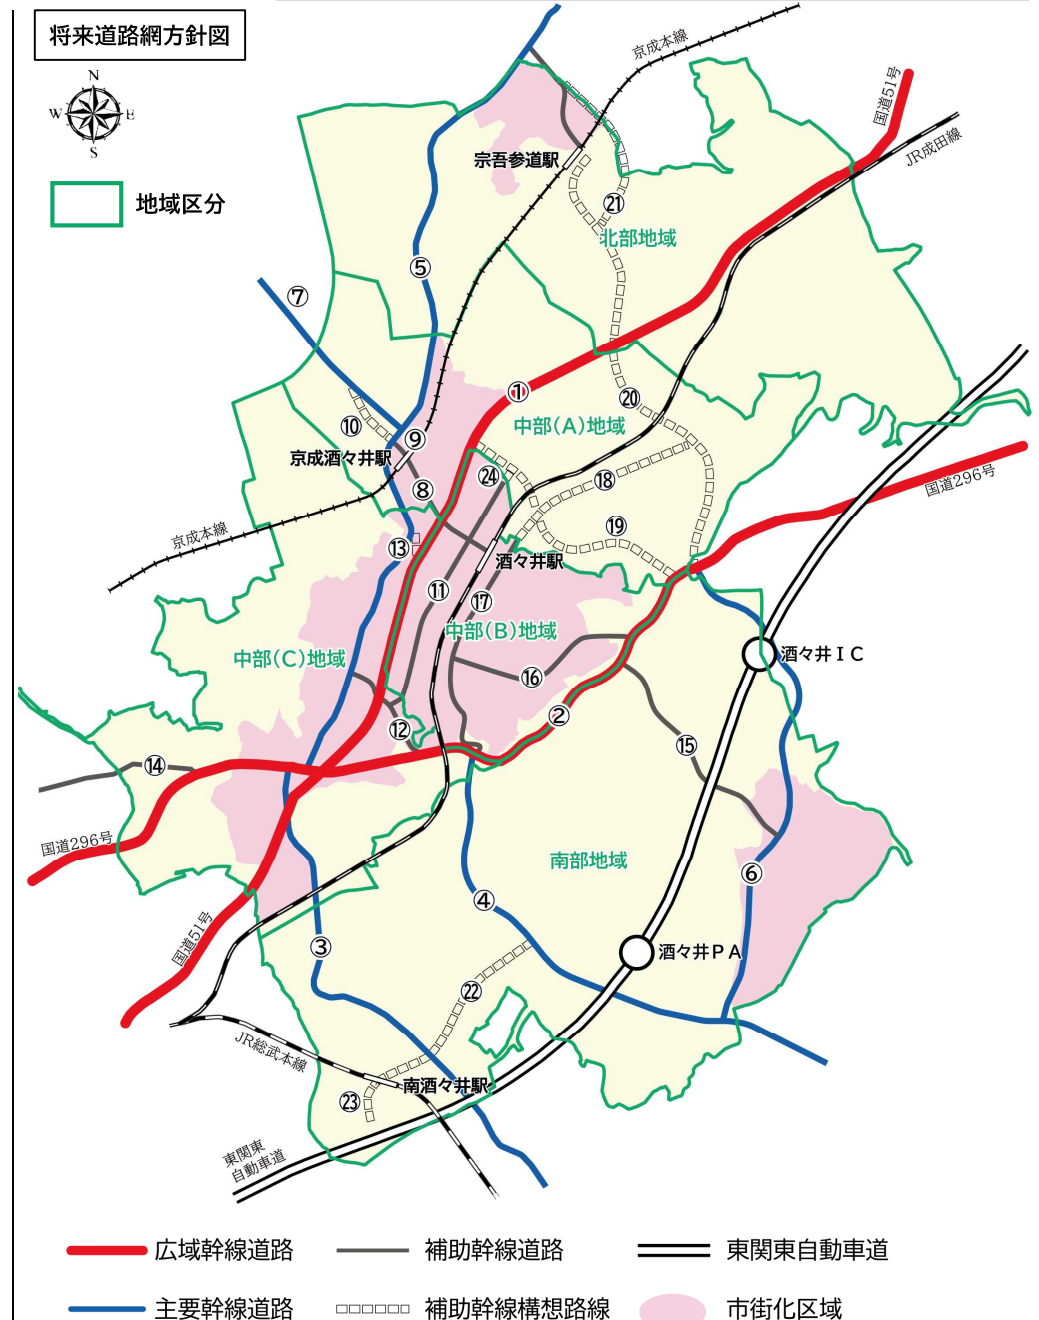 将来道路網方針図
N
W
E
S
地域区分
京成本線
国道51号
JR成田線
宗吾参道駅
㉑
北部地域
⑤
⑦
①
⑳
⑩
中部(A)地域
⑨
京成酒々井駅
㉔
⑱
⑧
国道296号
京成本線
⑲
⑬
酒々井駅
⑪
⑰
中部(B)地域
中部(C)地域
酒々井IC
⑯
②
⑫
⑮
⑭
国道296号
南部地域
⑥
④
国道51号
③
酒々井PA
㉒
JR総武本線
南酒々井駅
㉓
東関東
自動車道
広域幹線道路
補助幹線道路
東関東自動車道
主要幹線道路
補助幹線構想路線
市街化区域